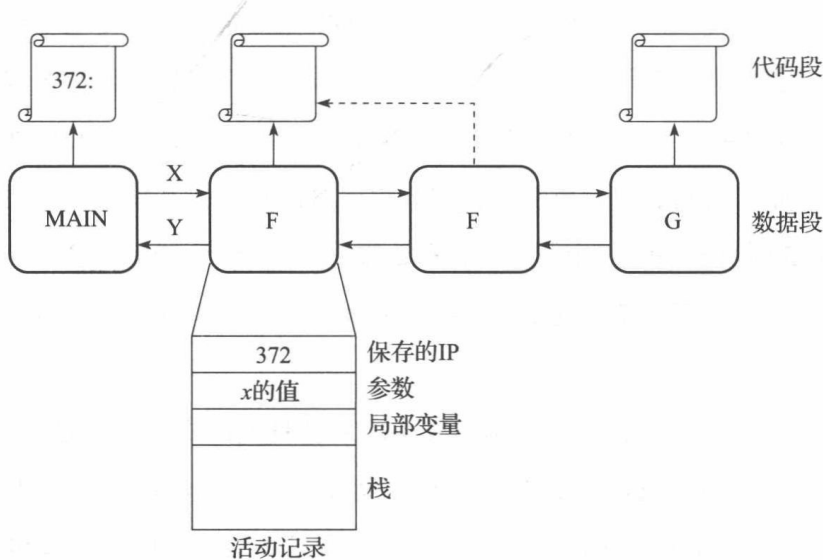 372:
代码段
X
MAIN
F
F
G
数据段
Y
372
保存的IP
x的值
参数
局部变量
栈
活动记录